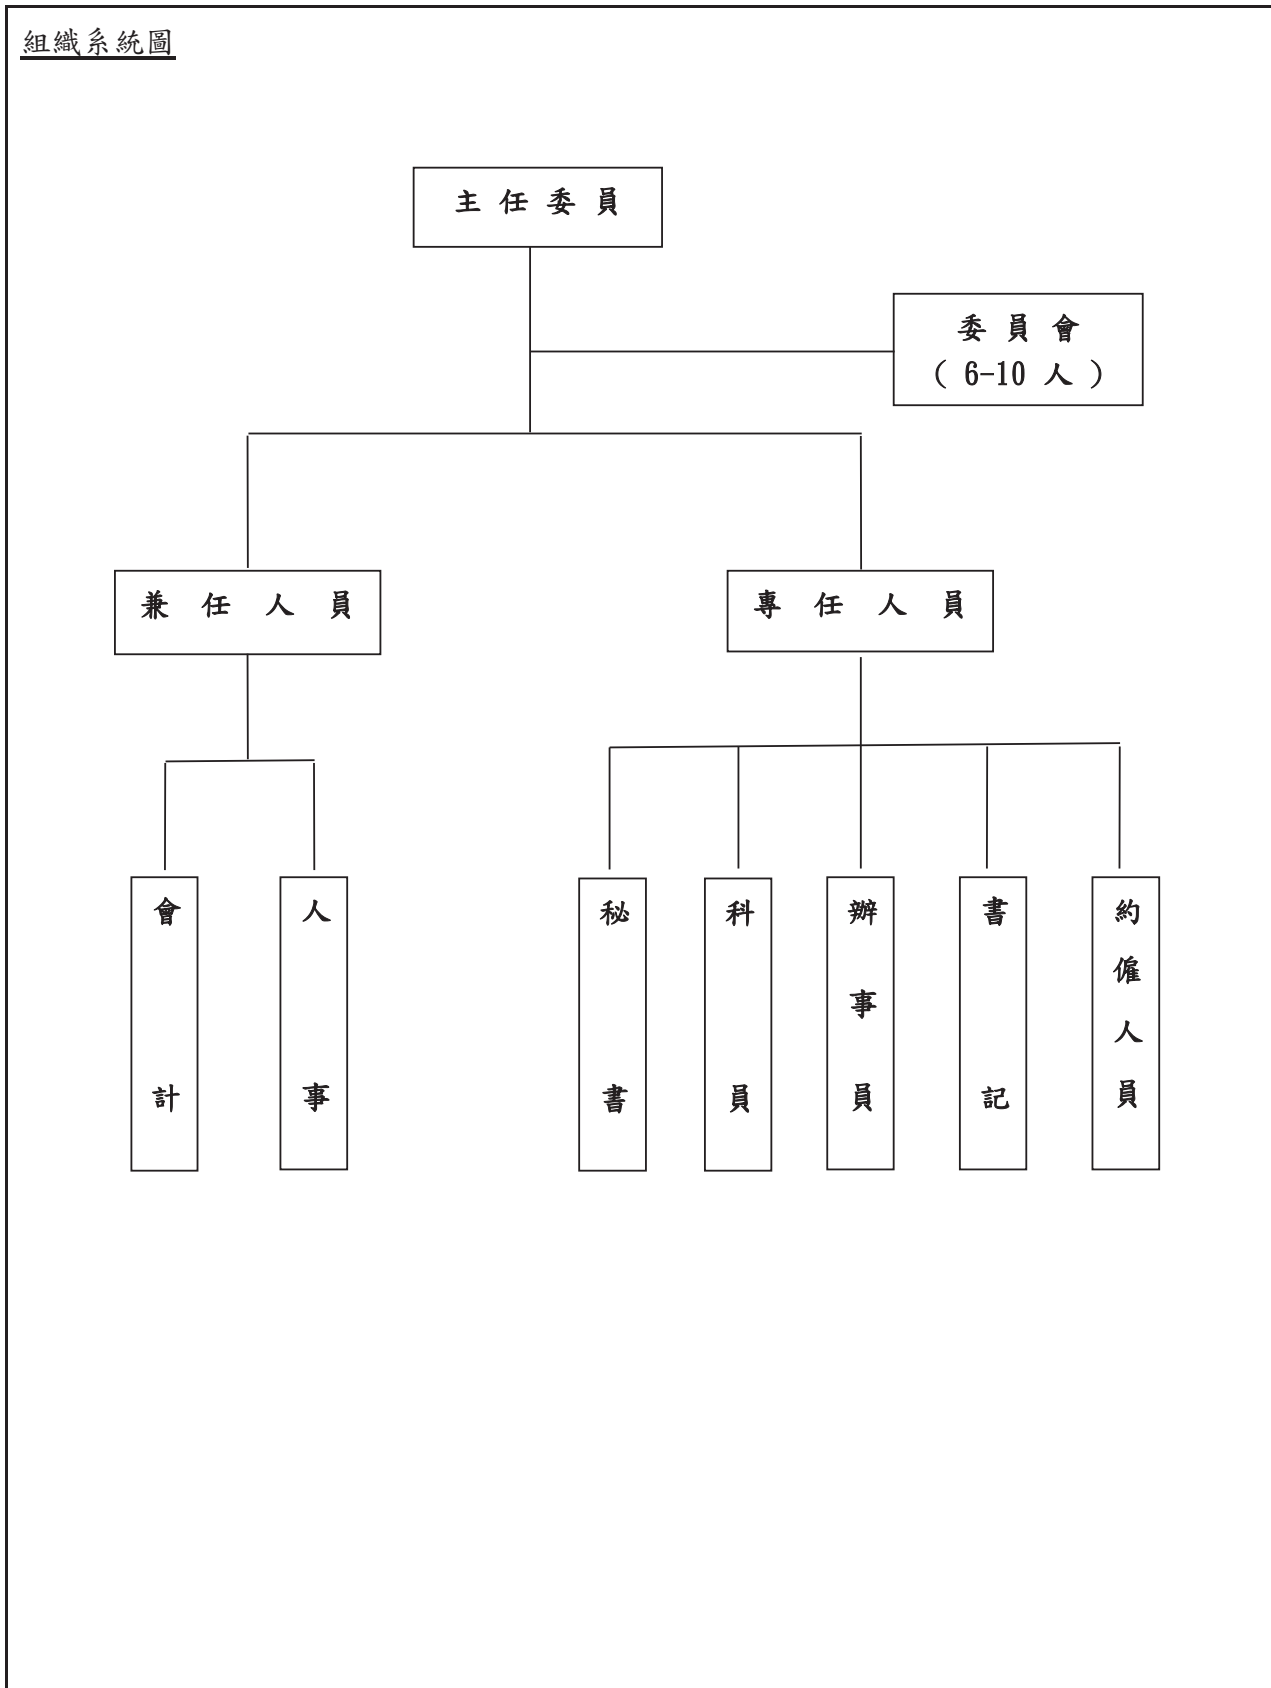 組織系統圖
主任委員
委員會
( 6-10 人 )
兼任人員
專任人員
會計
人事
秘書
科員
辦事員
書記
約僱人員